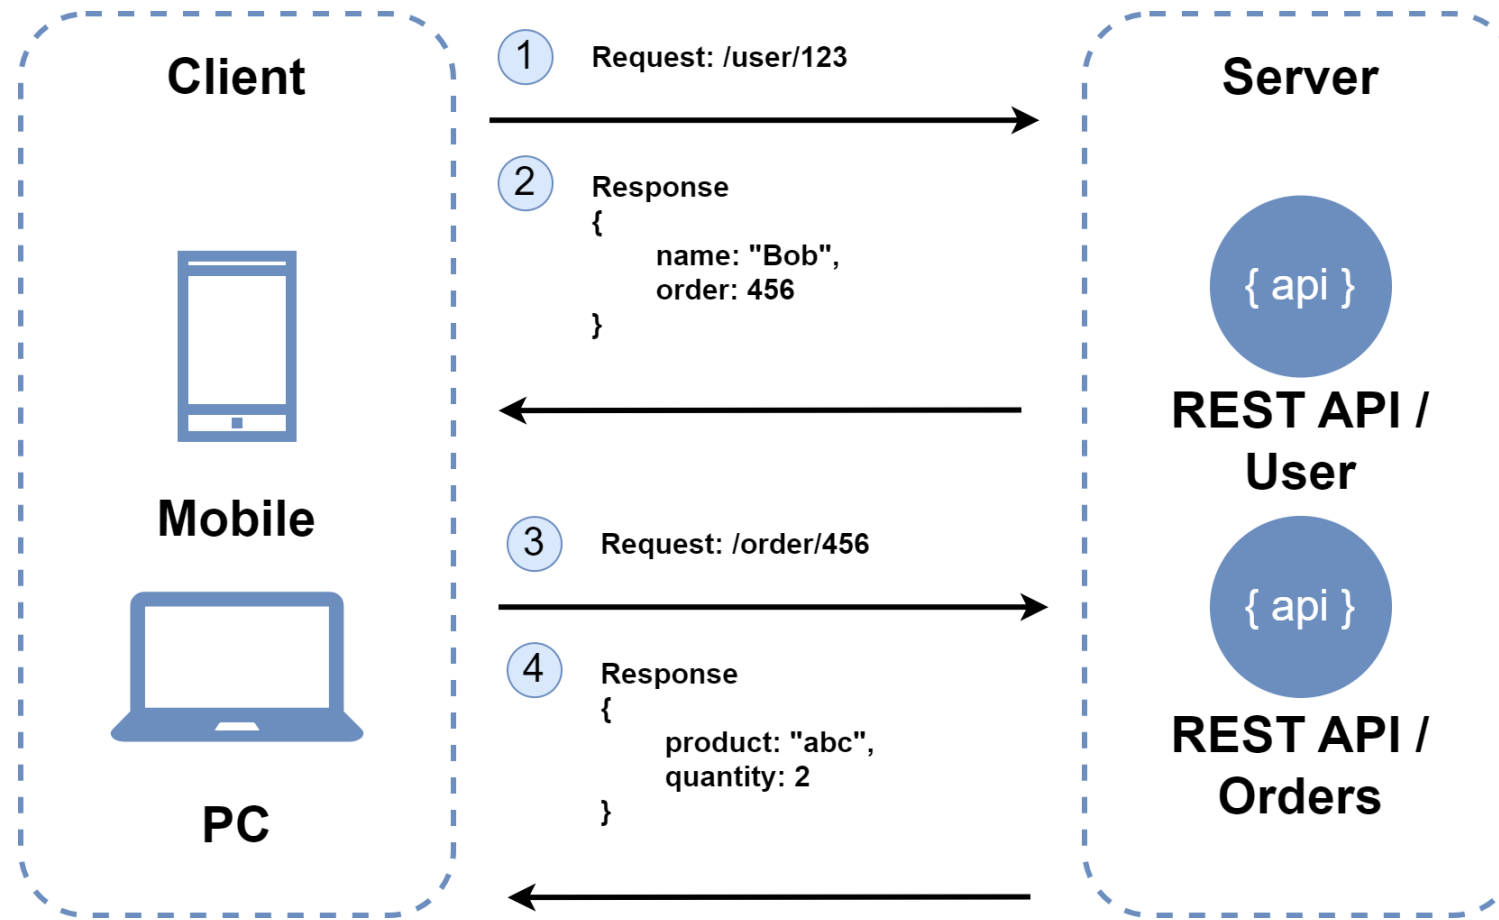 Client
Mobile
PC
1
Request: /user/123
2
Response
{
name: "Bob",
order: 456
}
3
Request: /order/456
4
Response
{
product: "abc",
quantity: 2
}
Server
{ api }
REST API /
User
{ api }
REST API /
Orders